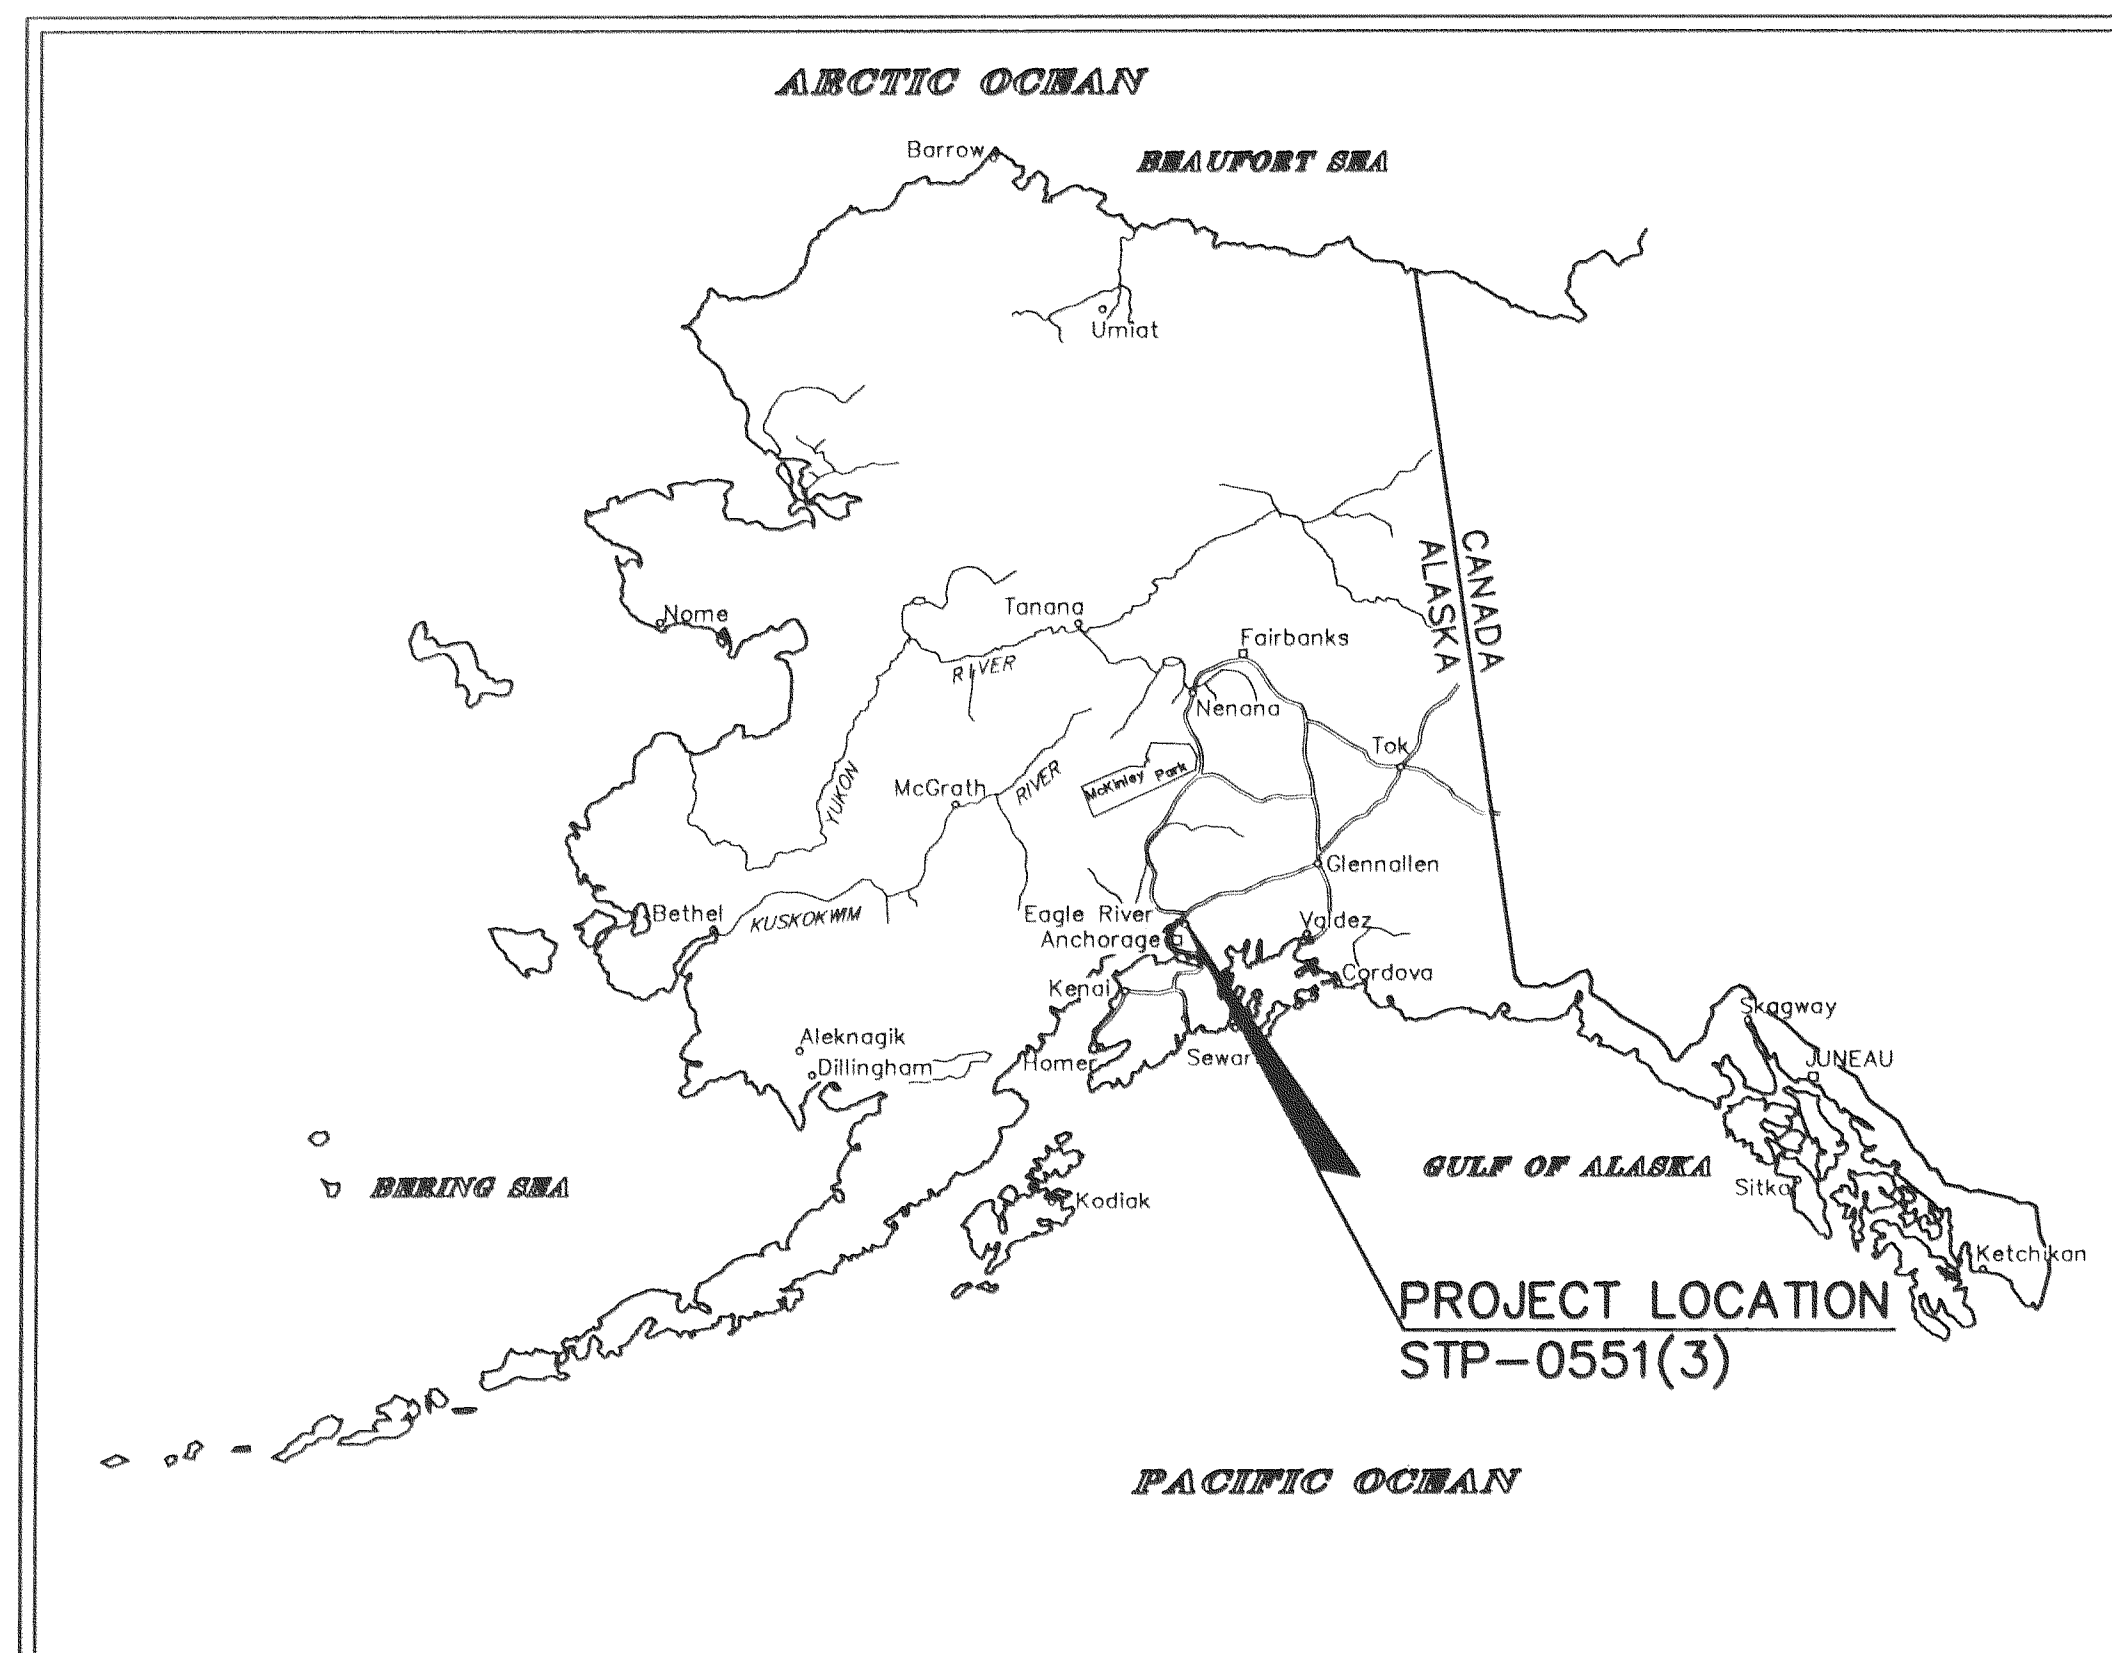 ARCTIC OCEAN
Barrow
BEAUFORT SEA
Umiat
CANADA
ALASKA
Nome
Tanana
Fairbanks
RIVER
Nenana
Tok
McKinley Park
McGrath
RIVER
YUKON
Glennallen
Bethel
KUSKOKWIM
Eagle River
Valdez
Anchorage
Cordova
Kenai
Skagway
Aleknagik
Homer
Sewar
JUNEAU
Dillingham
GULF OF ALASKA
BERING SEA
Sitka
Kodiak
Ketchikan
PROJECT LOCATION
STP-0551(3)
PACIFIC OCEAN